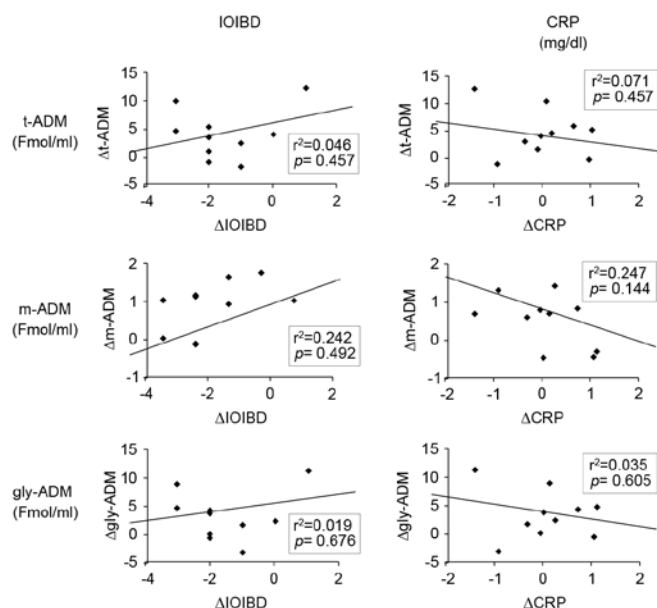 IOIBD
CRP
(mg/dl)
t-ADM
(Fmol/ml)
Δt-ADM
15
10
5
0
-5
-4
-2
0
2
ΔIOIBD
r²=0.046
p= 0.457
Δt-ADM
15
10
5
0
5
-2
-1
0
1
2
ΔCRP
r²=0.071
p= 0.457
m-ADM
(Fmol/ml)
Δm-ADM
2
1
0
-1
-4
-2
0
2
ΔIOIBD
r²=0.242
p= 0.492
Δm-ADM
2
1
0
1
-2
-1
0
1
2
ΔCRP
r²=0.247
p= 0.144
gly-ADM
(Fmol/ml)
Δgly-ADM
15
10
5
0
-5
-4
-2
0
2
ΔIOIBD
r²=0.019
p= 0.676
Δgly-ADM
15
10
5
0
5
-2
-1
0
1
2
ΔCRP
r²=0.035
p= 0.605